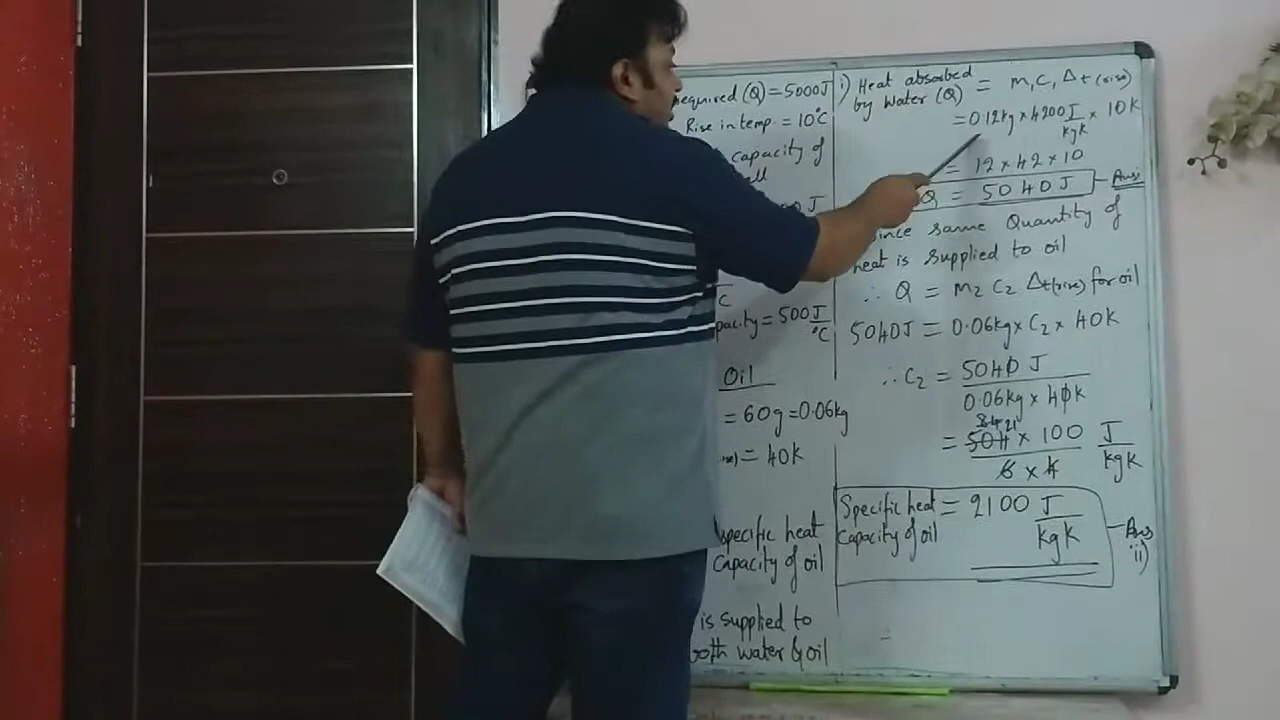 equired (Q) = 5000J
Rise in temp = 10°C
capacity of
ll
J
C
pacity = 500 J/°C
Oil
= 60g = 0.06kg
= 40K
specific heat
capacity of oil
is supplied to
both water & oil
i) Heat absorbed by water (Q) = m₁ C₁ Δt (rise)
= 0.12kg × 4200 J/kgK × 10K
= 12 × 42 × 10
Q = 5040 J Ans i
Since same Quantity of
heat is supplied to oil
∴ Q = m₂ C₂ Δt(rise) for oil
5040J = 0.06kg × C₂ × 40K
∴ C₂ = 5040 J / 0.06kg × 40K
84 21
= 504 × 100 / 6 × 4 J/kgK
Specific heat capacity of oil = 2100 J/kgK Ans ii)